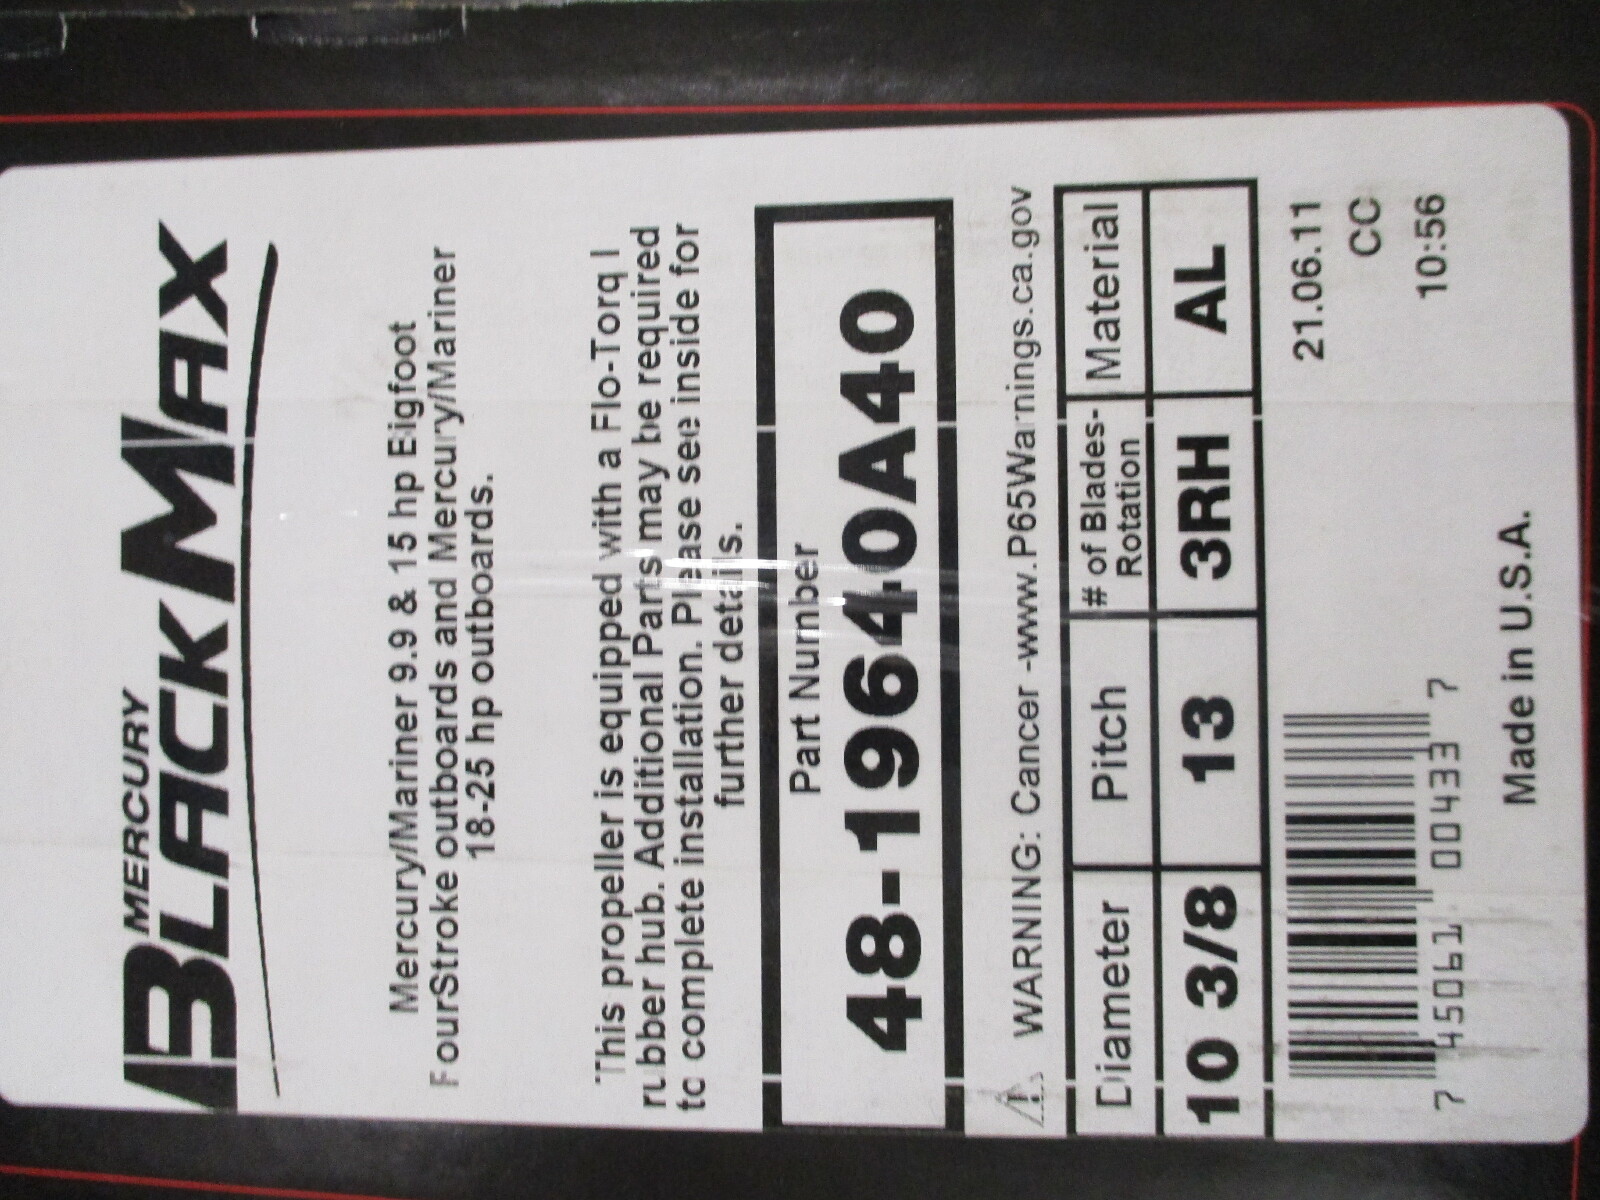 MERCURY
BLACKMAX
Mercury/Mariner 9.9 & 15 hp Bigfoot
FourStroke outboards and Mercury/Mariner
18-25 hp outboards.
This propeller is equipped with a Flo-Torq I
rubber hub. Additional Parts may be required
to complete installation. Please see inside for
further details.
Part Number
48-19640A40
WARNING: Cancer -www.P65Warnings.ca.gov
Diameter Pitch # of Blades- Material
Rotation
10 3/8 13 3RH AL
21.06.11
CC
10:56
7 45061 00433 7
Made in U.S.A.